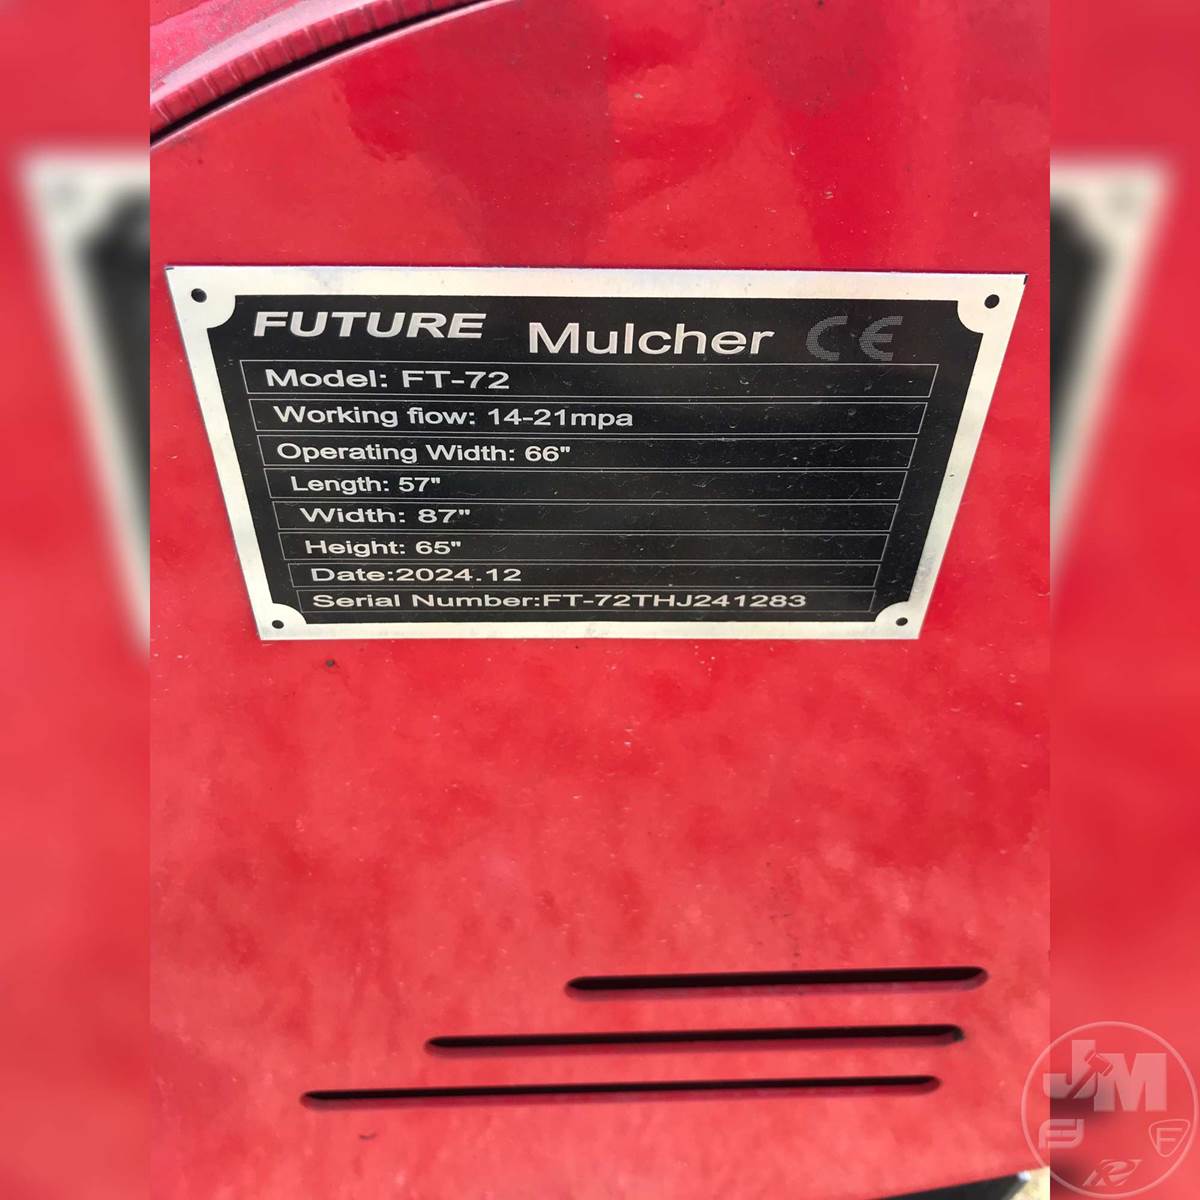 FUTURE Mulcher CE
Model: FT-72
Working flow: 14-21mpa
Operating Width: 66"
Length: 57"
Width: 87"
Height: 65"
Date:2024.12
Serial Number:FT-72THJ241283
JM